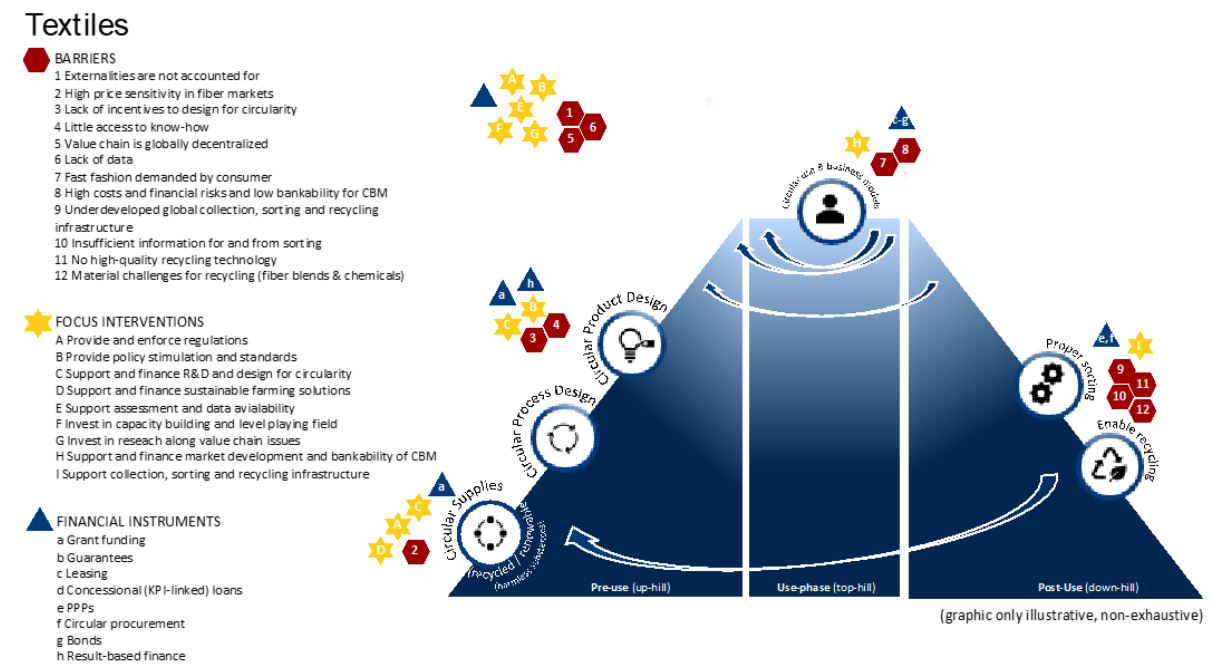 Textiles
BARRIERS
1 Externalities are not accounted for
2 High price sensitivity in fiber markets
3 Lack of incentives to design for circularity
4 Little access to know-how
5 Value chain is globally decentralized
6 Lack of data
7 Fast fashion demanded by consumer
8 High costs and financial risks and low bankability for CBM
9 Underdeveloped global collection, sorting and recycling
infrastructure
10 Insufficient information for and from sorting
11 No high-quality recycling technology
12 Material challenges for recycling (fiber blends & chemicals)
FOCUS INTERVENTIONS
A Provide and enforce regulations
B Provide policy stimulation and standards
C Support and finance R&D and design for circularity
D Support and finance sustainable farming solutions
E Support assessment and data avialability
F Invest in capacity building and level playing field
G Invest in reseach along value chain issues
H Support and finance market development and bankability of CBM
I Support collection, sorting and recycling infrastructure
FINANCIAL INSTRUMENTS
a Grant funding
b Guarantees
c Leasing
d Concessional (KPI-linked) loans
e PPPs
f Circular procurement
g Bonds
h Result-based finance
A
B
E
F
G
1
6
5
c-g
H
8
7
Circular use & business models
h
a
B
C
4
3
Circular Product Design
Circular Process Design
a
C
A
D
2
Circular Supplies
(recycled / renewable
(harmless substances)
e,f
I
9
11
10
12
Proper sorting
Enable recycling
Pre-use (up-hill)
Use-phase (top-hill)
Post-Use (down-hill)
(graphic only illustrative, non-exhaustive)